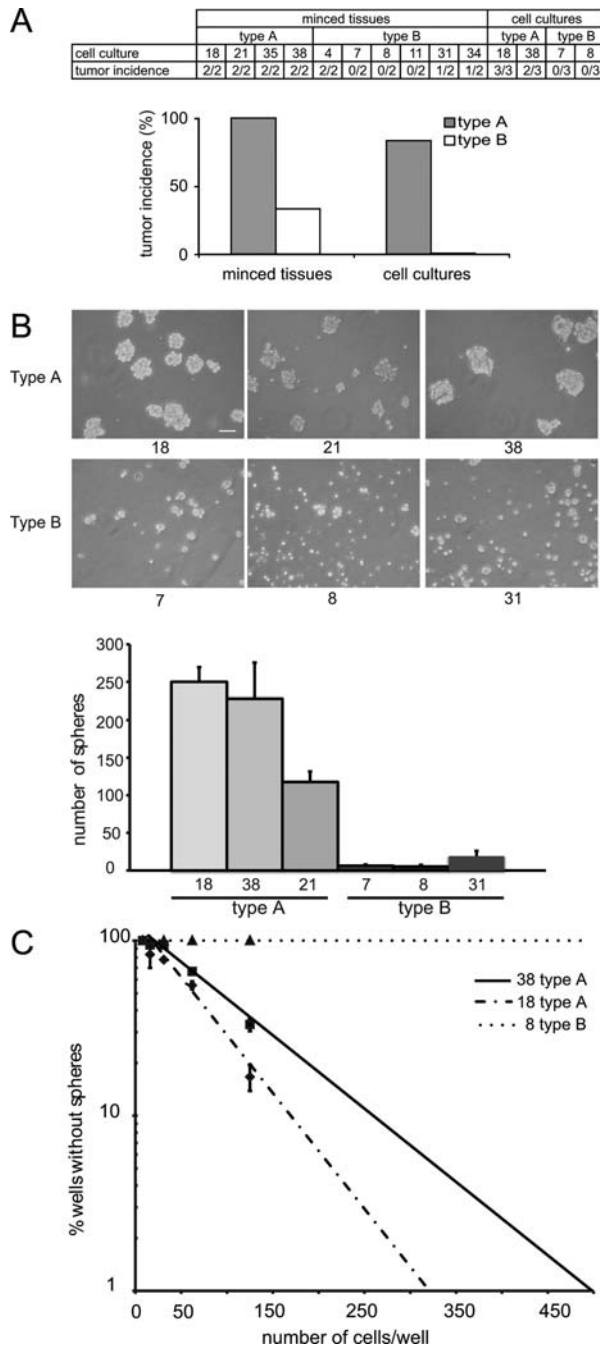 A
minced tissues cell cultures
type A type B type A type B
cell culture 18 21 35 38 4 7 8 11 31 34 18 38 7 8
tumor incidence 2/2 2/2 2/2 2/2 2/2 0/2 0/2 0/2 1/2 1/2 3/3 2/3 0/3 0/3
tumor incidence (%)
100
50
0
type A
type B
minced tissues cell cultures
B
Type A
18 21 38
Type B
7 8 31
number of spheres
300
250
200
150
100
50
0
18 38 21 7 8 31
type A type B
C
% wells without spheres
100
10
1
38 type A
18 type A
8 type B
0 50 150 250 350 450
number of cells/well